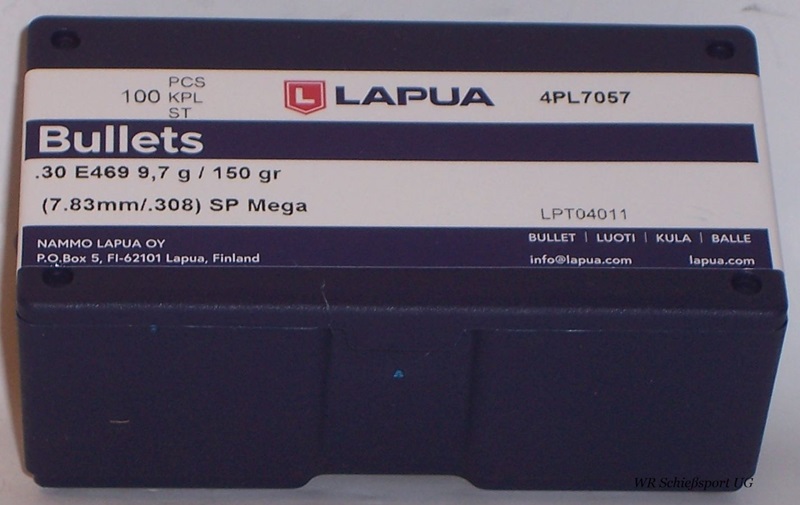 100 PCS KPL ST
L LAPUA
4PL7057
Bullets
.30 E469 9,7 g / 150 gr
(7.83mm/.308) SP Mega
LPT04011
NAMMO LAPUA OY
P.O.Box 5, FI-62101 Lapua, Finland
BULLET | LUOTI | KULA | BALLE
info@lapua.com lapua.com
WR Schießsport UG